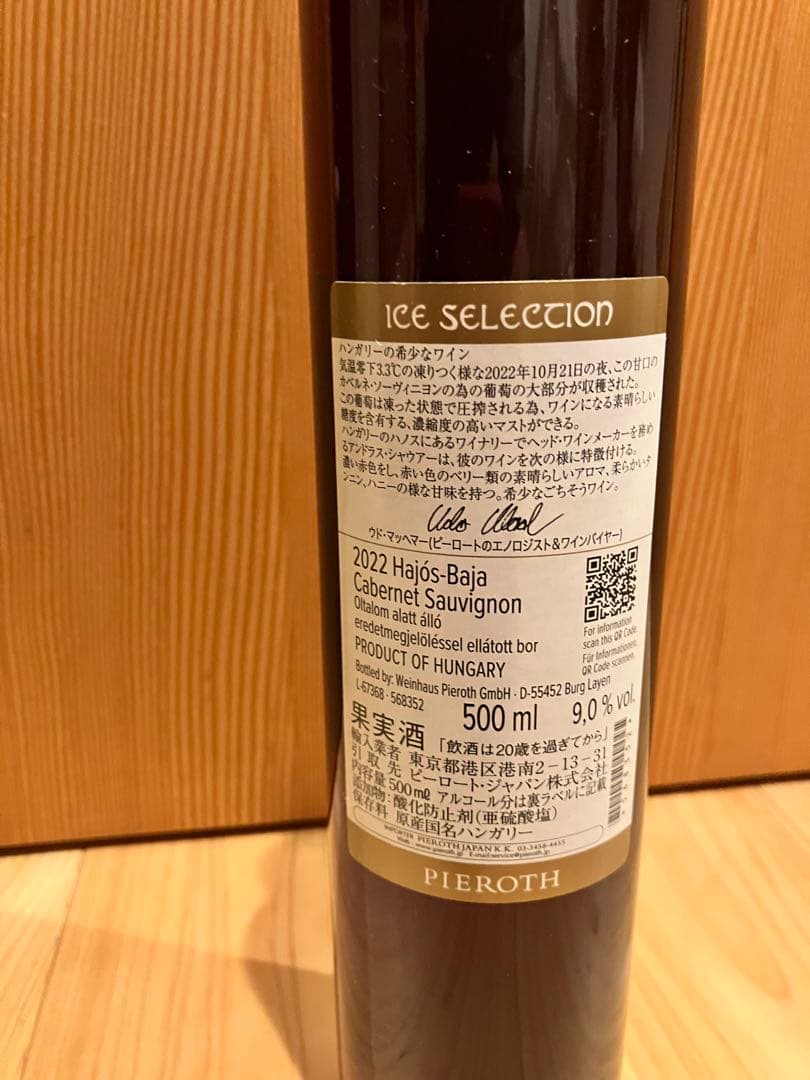 ICE SELECTION
ハンガリーの希少なワイン
気温零下3.3℃の凍りつく様な2022年10月21日の夜、この甘口の
カベルネ・ソーヴィニヨンの為の葡萄の大部分が収穫された。
この葡萄は凍った状態で圧搾される為、ワインになる素晴らしい
糖度を含有する、濃縮度の高いマストができる。
ハンガリーのハノスにあるワイナリーでヘッド・ワインメーカーを務め
るアンドラス・シャウアーは、彼のワインを次の様に特徴付ける。
濃い赤色をし、赤い色のベリー類の素晴らしいアロマ、柔らかいタ
ンニン、ハニーの様な甘味を持つ。希少なごちそうワイン。
ウド・マッヘマー(ピーロートのエノロジスト&ワインバイヤー)
2022 Hajós-Baja
Cabernet Sauvignon
Oltalom alatt álló
eredetmegjelöléssel ellátott bor
PRODUCT OF HUNGARY
For information
scan this QR Code.
Für Informationen,
QR Code scannen.
Bottled by: Weinhaus Pieroth GmbH · D-55452 Burg Layen
L-67368 · 568352
500 ml 9,0 % vol.
果実酒 「飲酒は20歳を過ぎてから」
輸入業者 東京都港区港南2-13-31
引取先 ピーロート・ジャパン株式会社
内容量500ml アルコール分は裏ラベルに記載
添加物:酸化防止剤(亜硫酸塩)
保存料 原産国名ハンガリー
IMPORTER PIEROTH JAPAN K.K. 03-3458-4455
Web : www.pieroth.jp E-mail:service@pieroth.jp
PIEROTH